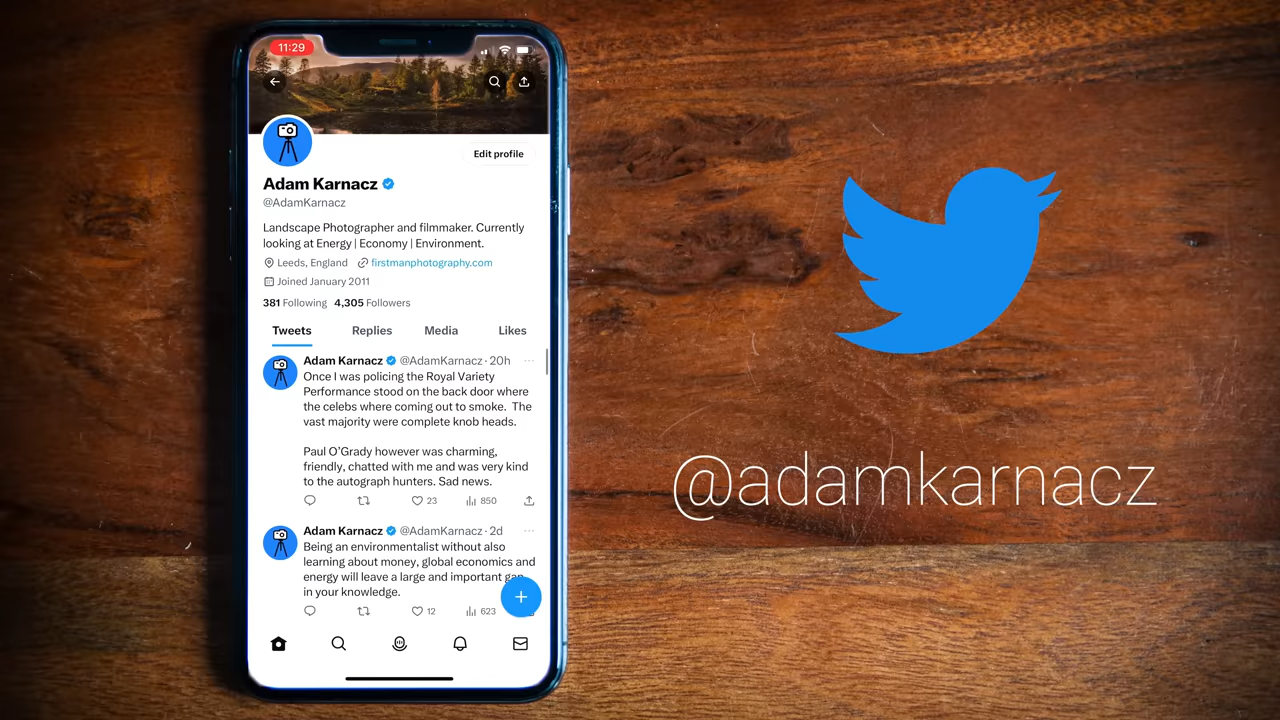 11:29
Edit profile
Adam Karnacz
@AdamKarnacz
Landscape Photographer and filmmaker. Currently
looking at Energy | Economy | Environment.
Leeds, England firstmanphotography.com
Joined January 2011
381 Following 4,305 Followers
Tweets Replies Media Likes
Adam Karnacz @AdamKarnacz · 20h
Once I was policing the Royal Variety
Performance stood on the back door where
the celebs where coming out to smoke. The
vast majority were complete knob heads.
Paul O'Grady however was charming,
friendly, chatted with me and was very kind
to the autograph hunters. Sad news.
23 850
Adam Karnacz @AdamKarnacz · 2d
Being an environmentalist without also
learning about money, global economics and
energy will leave a large and important gap
in your knowledge.
12 623
@adamkarnacz